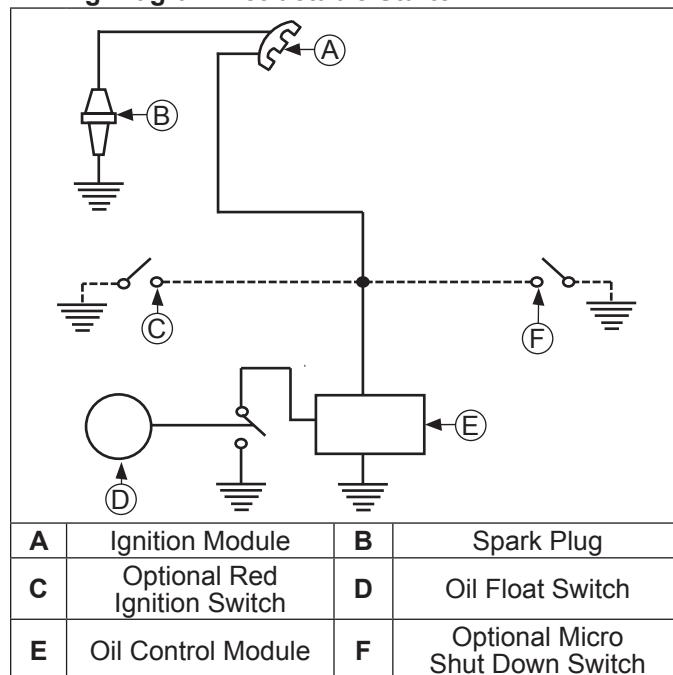 A
B
C
F
E
D
A Ignition Module B Spark Plug
C Optional Red Ignition Switch D Oil Float Switch
E Oil Control Module F Optional Micro Shut Down Switch